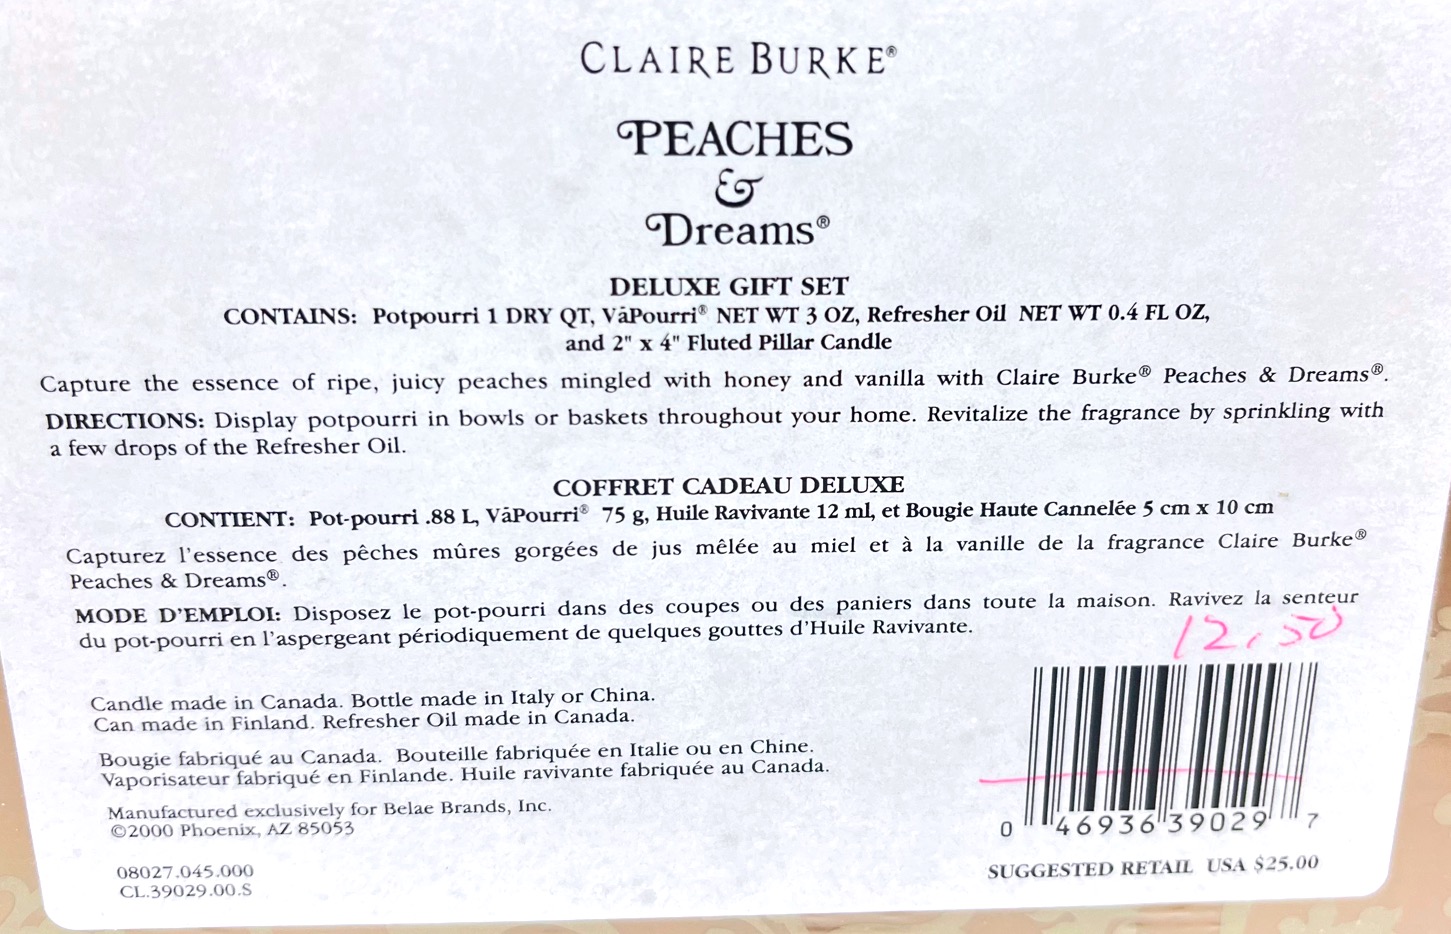 CLAIRE BURKE®
PEACHES
&
Dreams®
DELUXE GIFT SET
CONTAINS: Potpourri 1 DRY QT, VāPourri® NET WT 3 OZ, Refresher Oil NET WT 0.4 FL OZ,
and 2" x 4" Fluted Pillar Candle
Capture the essence of ripe, juicy peaches mingled with honey and vanilla with Claire Burke® Peaches & Dreams®.
DIRECTIONS: Display potpourri in bowls or baskets throughout your home. Revitalize the fragrance by sprinkling with
a few drops of the Refresher Oil.
COFFRET CADEAU DELUXE
CONTIENT: Pot-pourri .88 L, VāPourri® 75 g, Huile Ravivante 12 ml, et Bougie Haute Cannelée 5 cm x 10 cm
Capturez l'essence des pêches mûres gorgées de jus mêlée au miel et à la vanille de la fragrance Claire Burke®
Peaches & Dreams®.
MODE D'EMPLOI: Disposez le pot-pourri dans des coupes ou des paniers dans toute la maison. Ravivez la senteur
du pot-pourri en l'aspergeant périodiquement de quelques gouttes d'Huile Ravivante.
12.50
Candle made in Canada. Bottle made in Italy or China.
Can made in Finland. Refresher Oil made in Canada.
Bougie fabriqué au Canada. Bouteille fabriquée en Italie ou en Chine.
Vaporisateur fabriqué en Finlande. Huile ravivante fabriquée au Canada.
Manufactured exclusively for Belae Brands, Inc.
©2000 Phoenix, AZ 85053
0 46936 39029 7
08027.045.000
CL.39029.00.S
SUGGESTED RETAIL USA $25.00